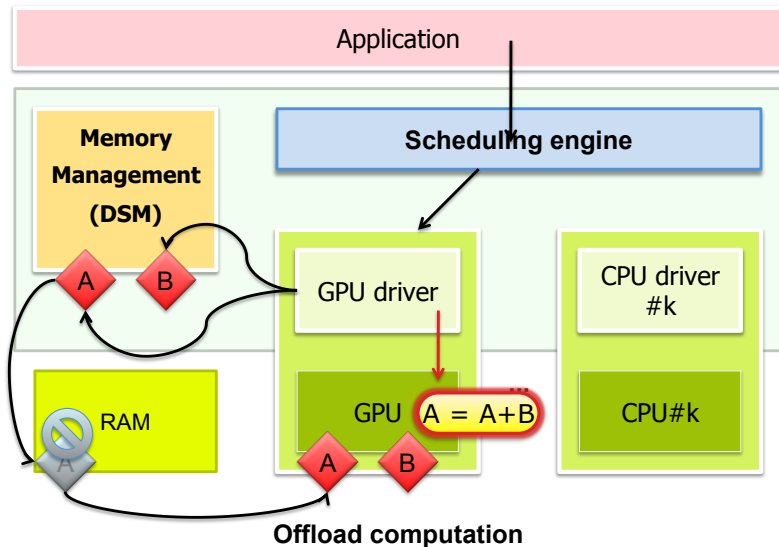 Application
Memory
Management
(DSM)
Scheduling engine
A
B
GPU driver
CPU driver
#k
RAM
A
GPU
...
A = A+B
CPU#k
A
B
Offload computation